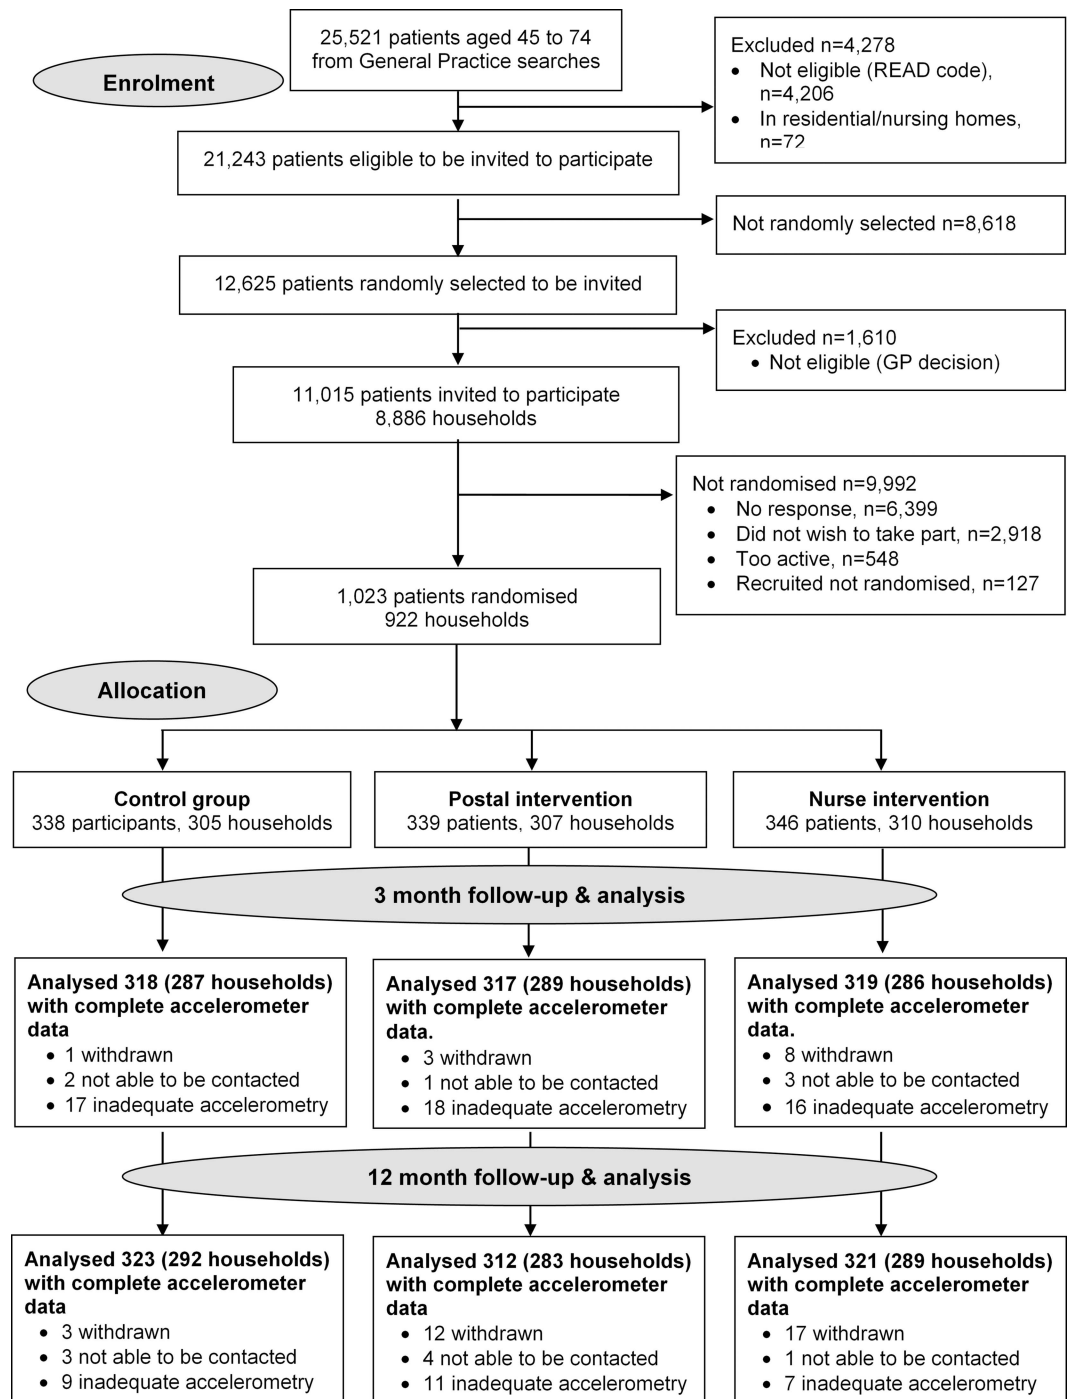 25,521 patients aged 45 to 74
from General Practice searches
Enrolment
Excluded n=4,278
• Not eligible (READ code),
n=4,206
• In residential/nursing homes,
n=72
21,243 patients eligible to be invited to participate
Not randomly selected n=8,618
12,625 patients randomly selected to be invited
Excluded n=1,610
• Not eligible (GP decision)
11,015 patients invited to participate
8,886 households
Not randomised n=9,992
• No response, n=6,399
• Did not wish to take part, n=2,918
• Too active, n=548
• Recruited not randomised, n=127
1,023 patients randomised
922 households
Allocation
Control group
338 participants, 305 households
Postal intervention
339 patients, 307 households
Nurse intervention
346 patients, 310 households
3 month follow-up & analysis
Analysed 318 (287 households)
with complete accelerometer
data
• 1 withdrawn
• 2 not able to be contacted
• 17 inadequate accelerometry
Analysed 317 (289 households)
with complete accelerometer
data.
• 3 withdrawn
• 1 not able to be contacted
• 18 inadequate accelerometry
Analysed 319 (286 households)
with complete accelerometer
data.
• 8 withdrawn
• 3 not able to be contacted
• 16 inadequate accelerometry
12 month follow-up & analysis
Analysed 323 (292 households)
with complete accelerometer
data
• 3 withdrawn
• 3 not able to be contacted
• 9 inadequate accelerometry
Analysed 312 (283 households)
with complete accelerometer
data
• 12 withdrawn
• 4 not able to be contacted
• 11 inadequate accelerometry
Analysed 321 (289 households)
with complete accelerometer
data
• 17 withdrawn
• 1 not able to be contacted
• 7 inadequate accelerometry